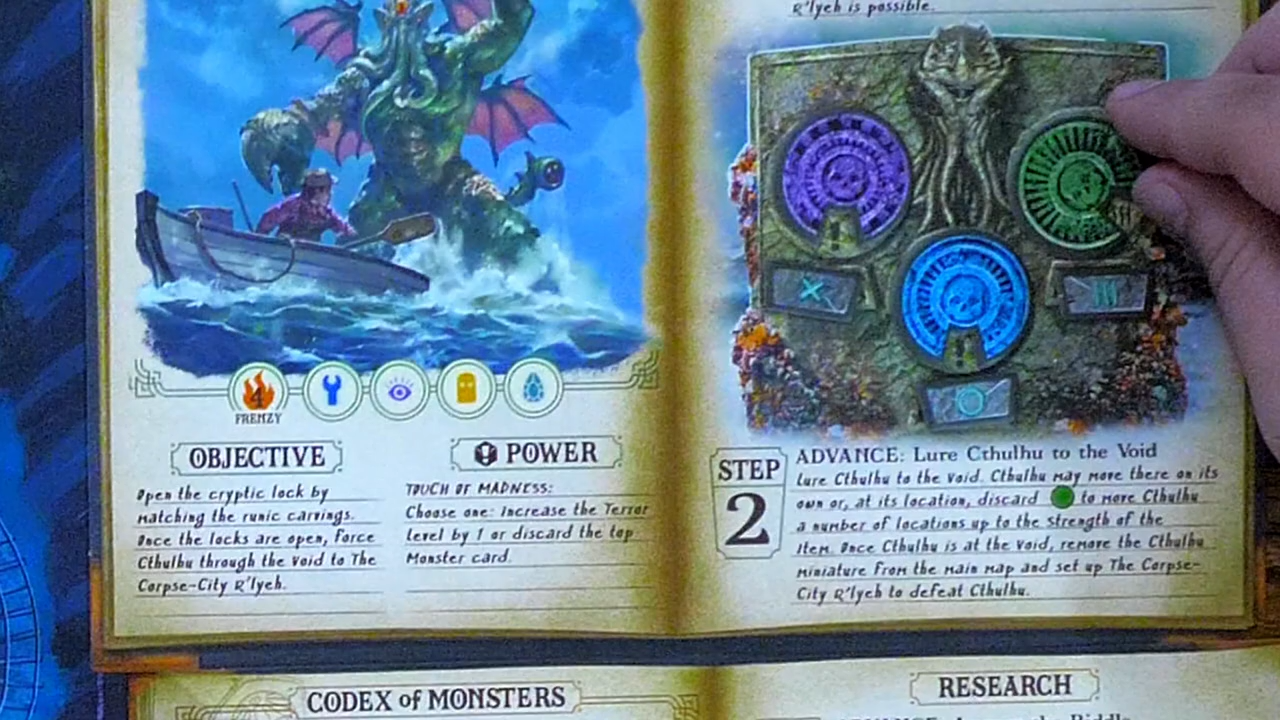 R'lyeh is possible.
4
FRENZY
OBJECTIVE
Open the cryptic lock by
matching the runic carvings.
Once the locks are open, force
Cthulhu through the Void to The
Corpse-City R'lyeh.
POWER
TOUCH OF MADNESS:
Choose one: Increase the Terror
level by 1 or discard the top
Monster card.
STEP
2
ADVANCE: Lure Cthulhu to the Void
Lure Cthulhu to the void. Cthulhu may move there on its
own or, at its location, discard to move Cthulhu
a number of locations up to the strength of the
Item. Once Cthulhu is at the Void, remove the Cthulhu
miniature from the main map and set up The Corpse-
City R'lyeh to defeat Cthulhu.
CODEX of MONSTERS
RESEARCH